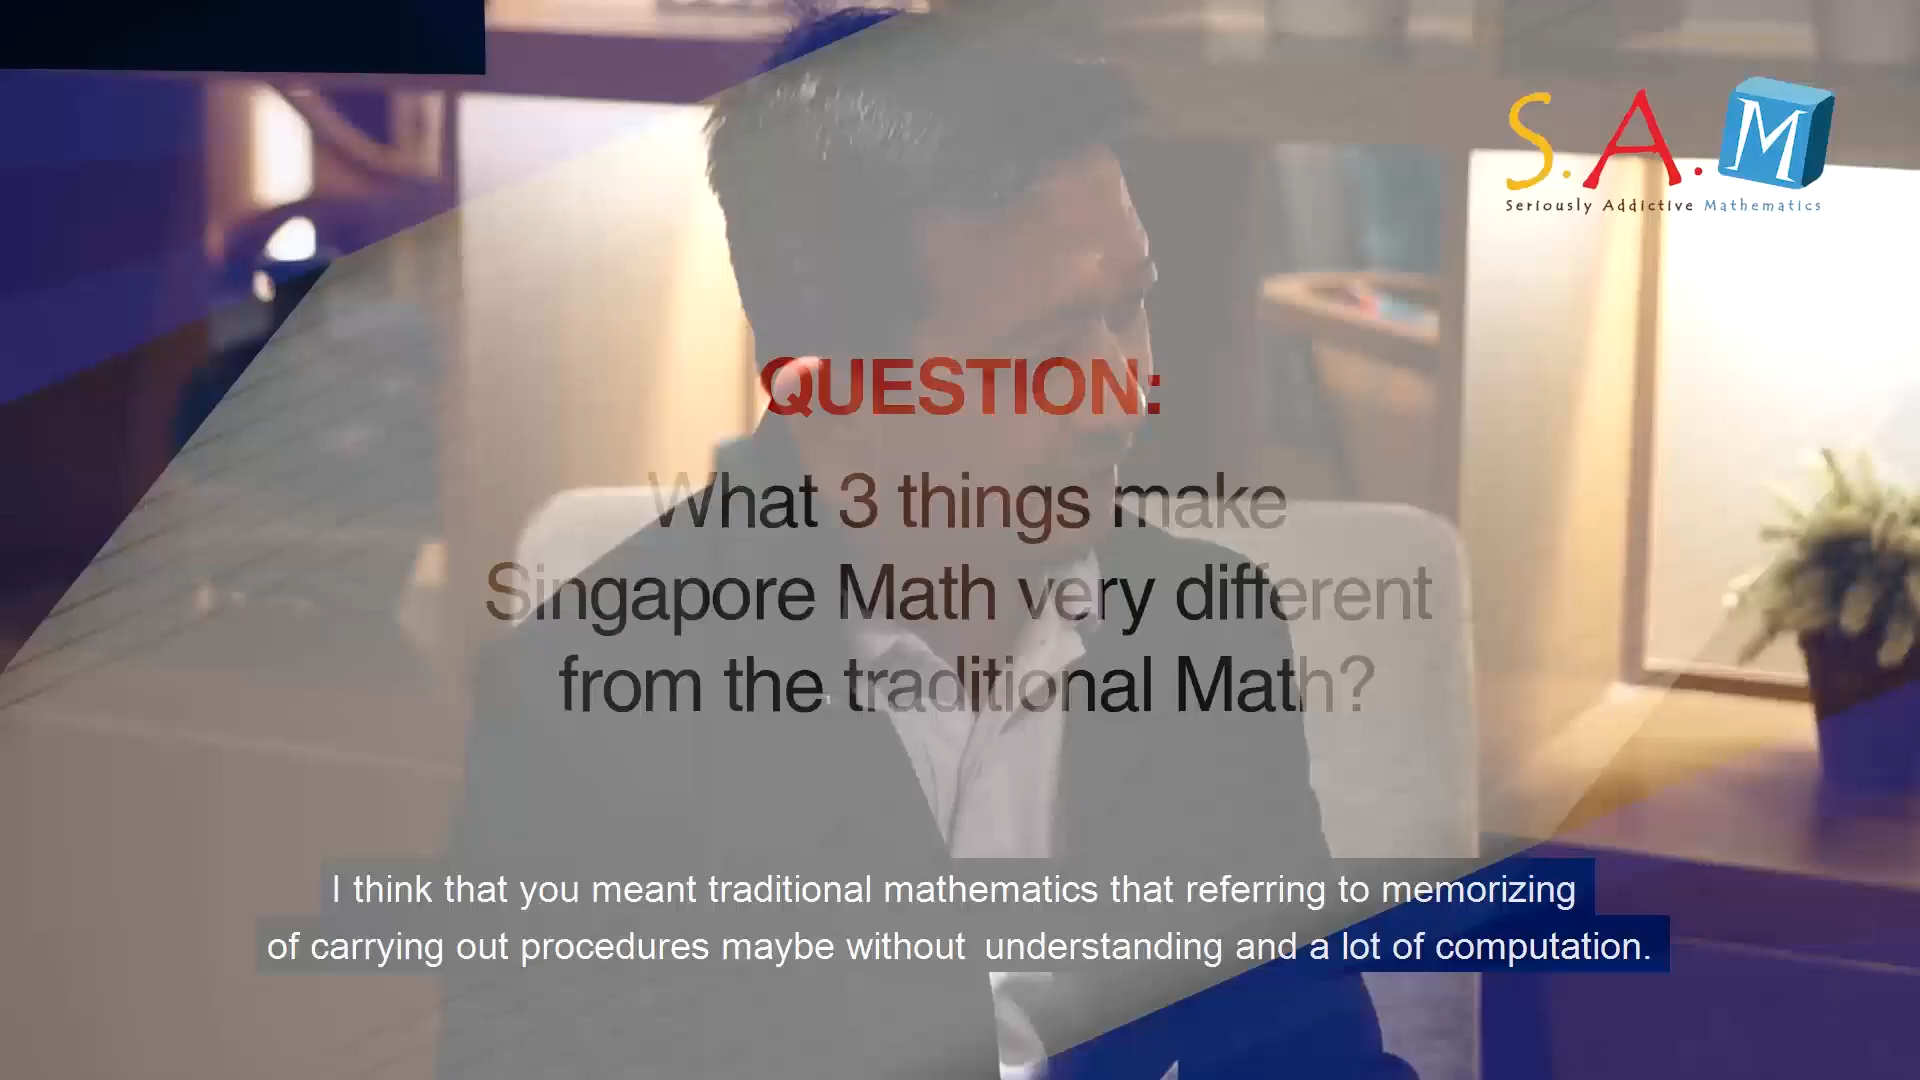 S.A.M
Seriously Addictive Mathematics
QUESTION:
What 3 things make
Singapore Math very different
from the traditional Math?
I think that you meant traditional mathematics that referring to memorizing
of carrying out procedures maybe without understanding and a lot of computation.